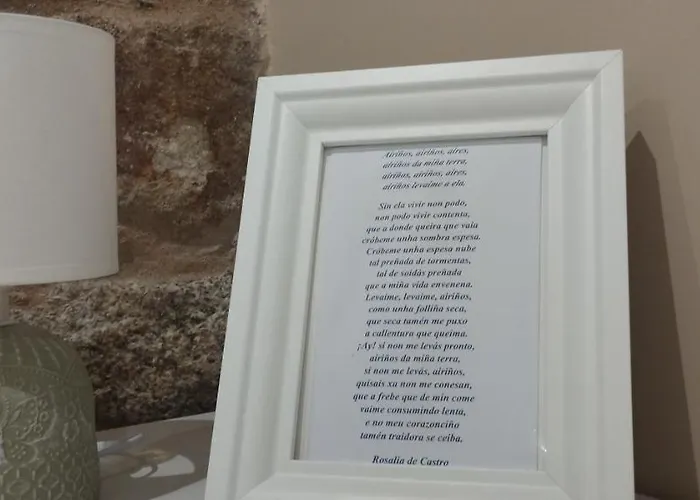 Airiños, airiños, aires,
airiños da miña terra,
airiños, airiños, aires,
airiños levaime a ela.
Sin ela vivir non podo,
non podo vivir contenta,
que a donde queira que vaia
cróbeme unha sombra espesa.
Cróbeme unha espesa nube
tal preñada de tormentas,
tal de soidás preñada
que a miña vida envenena.
Levaime, levaime, airiños,
como unha folliña seca,
que seca tamén me puxo
a callentura que queima.
¡Ay! si non me levás pronto,
airiños da miña terra,
si non me levás, airiños,
quisais xa non me conesan,
que a frebe que de min come
vaime consumindo lenta,
e no meu corazonciño
tamén traidora se ceiba.
Rosalía de Castro